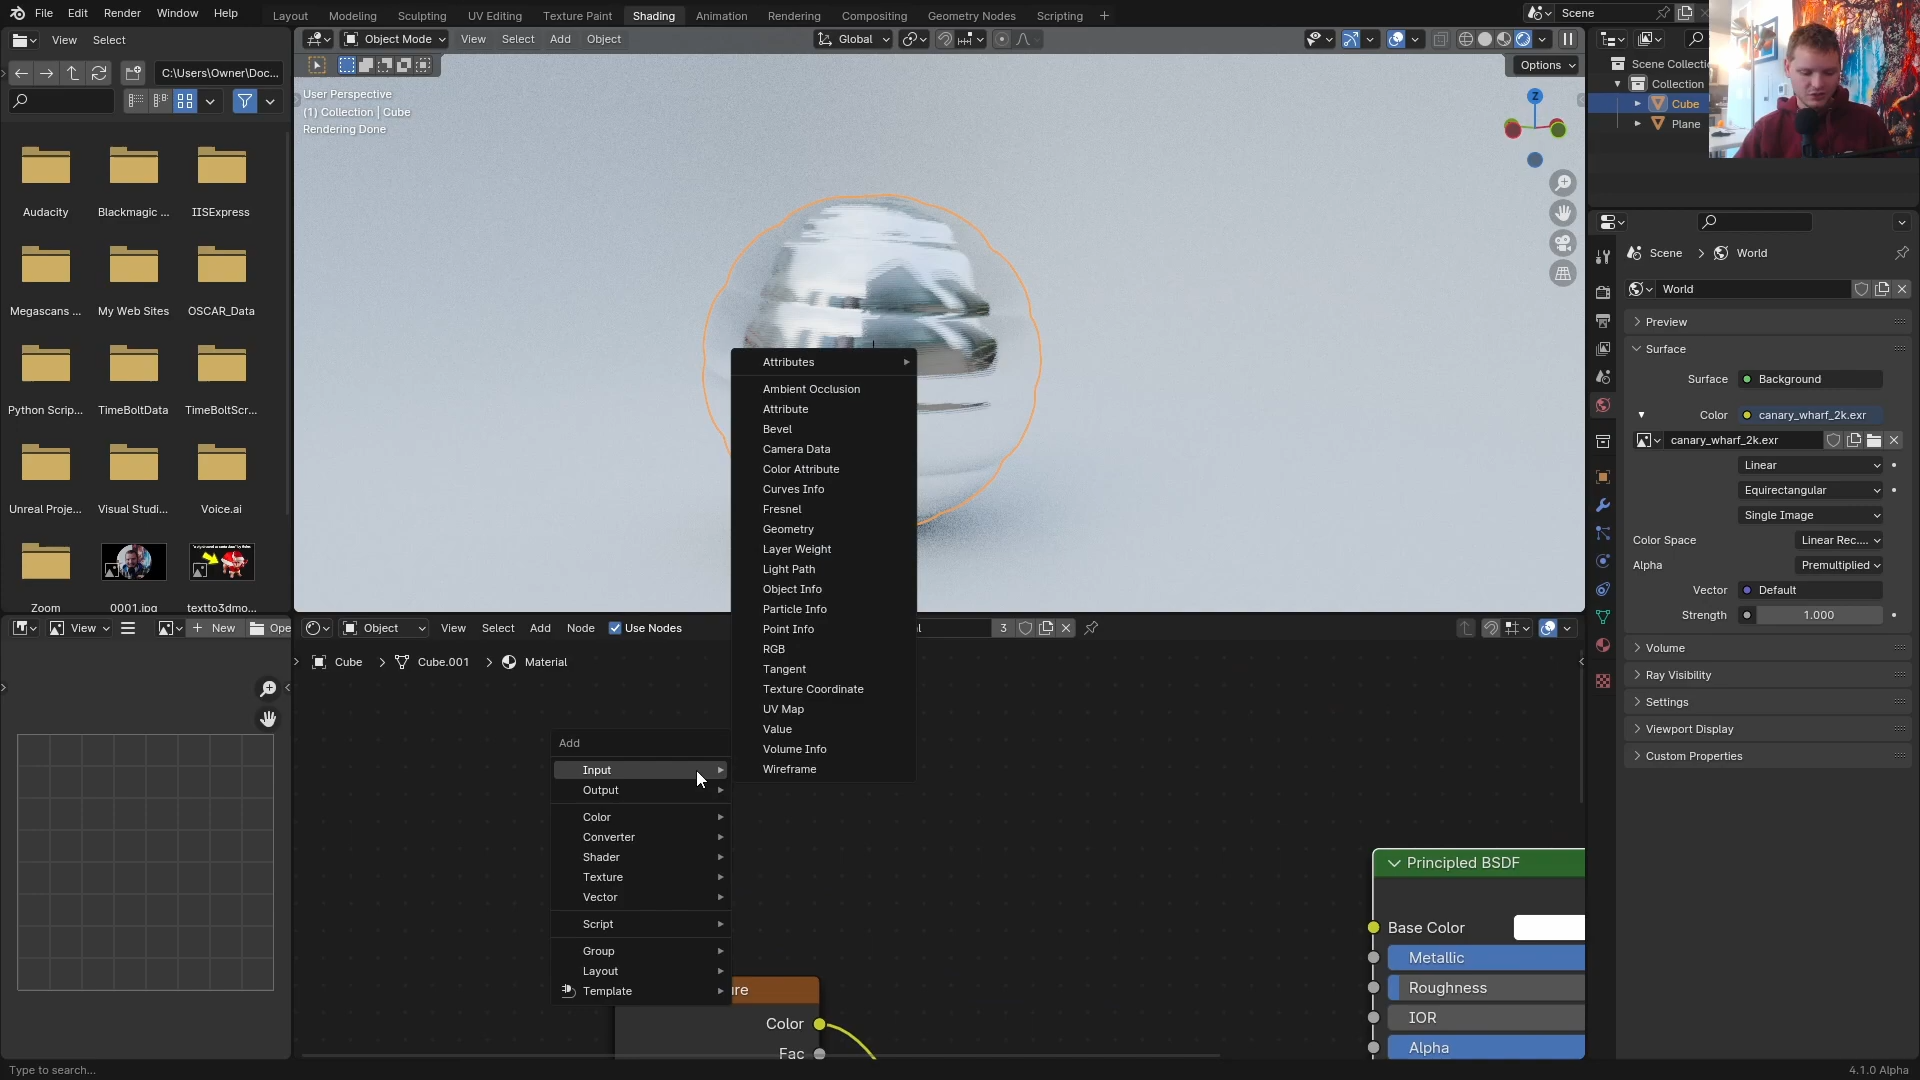 File Edit Render Window Help
Layout Modeling Sculpting UV Editing Texture Paint Shading Animation Rendering Compositing Geometry Nodes Scripting +
Scene
View Select
C:\Users\Owner\Doc...
Audacity Blackmagic ... IISExpress
Megascans ... My Web Sites OSCAR_Data
Python Scrip... TimeBoltData TimeBoltScr...
Unreal Proje... Visual Studi... Voice.ai
Zoom 0001.jpg textto3dmo...
Object Mode View Select Add Object Global
Options
User Perspective
(1) Collection | Cube
Rendering Done
Z
Attributes
Ambient Occlusion
Attribute
Bevel
Camera Data
Color Attribute
Curves Info
Fresnel
Geometry
Layer Weight
Light Path
Object Info
Particle Info
Point Info
RGB
Tangent
Texture Coordinate
UV Map
Value
Volume Info
Wireframe
View New Ope
Object View Select Add Node Use Nodes 3
Cube Cube.001 Material
Add
Input
Output
Color
Converter
Shader
Texture
Vector
Script
Group
Layout
Template
ure
Color
Fac
Principled BSDF
Base Color
Metallic
Roughness
IOR
Alpha
Scene Collectio
Collection
Cube
Plane
Scene World
World
Preview
Surface
Surface Background
Color canary_wharf_2k.exr
canary_wharf_2k.exr
Linear
Equirectangular
Single Image
Color Space Linear Rec....
Alpha Premultiplied
Vector Default
Strength 1.000
Volume
Ray Visibility
Settings
Viewport Display
Custom Properties
Type to search...
4.1.0 Alpha